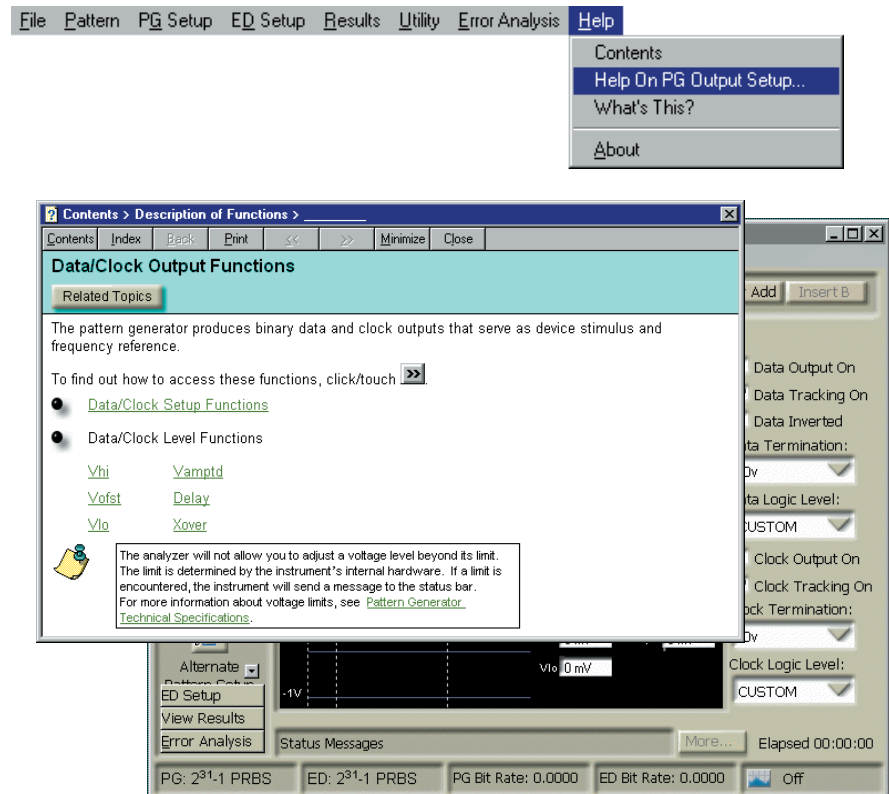 File Pattern PG Setup ED Setup Results Utility Error Analysis Help
Contents
Help On PG Output Setup...
What's This?
About
Contents > Description of Functions > ________
Contents Index Back Print << >> Minimize Close
Data/Clock Output Functions
Related Topics
The pattern generator produces binary data and clock outputs that serve as device stimulus and
frequency reference.
To find out how to access these functions, click/touch >>.
Data/Clock Setup Functions
Data/Clock Level Functions
Vhi Vamptd
Vofst Delay
Vlo Xover
The analyzer will not allow you to adjust a voltage level beyond its limit.
The limit is determined by the instrument's internal hardware. If a limit is
encountered, the instrument will send a message to the status bar.
For more information about voltage limits, see Pattern Generator
Technical Specifications.
Add Insert B
Data Output On
Data Tracking On
Data Inverted
Termination:
Logic Level:
CUSTOM
Clock Output On
Clock Tracking On
Termination:
Clock Logic Level:
CUSTOM
Vlo 0 mV
-1V
Alternate
ED Setup
View Results
Error Analysis
Status Messages More... Elapsed 00:00:00
PG: 2^31-1 PRBS ED: 2^31-1 PRBS PG Bit Rate: 0.0000 ED Bit Rate: 0.0000 Off